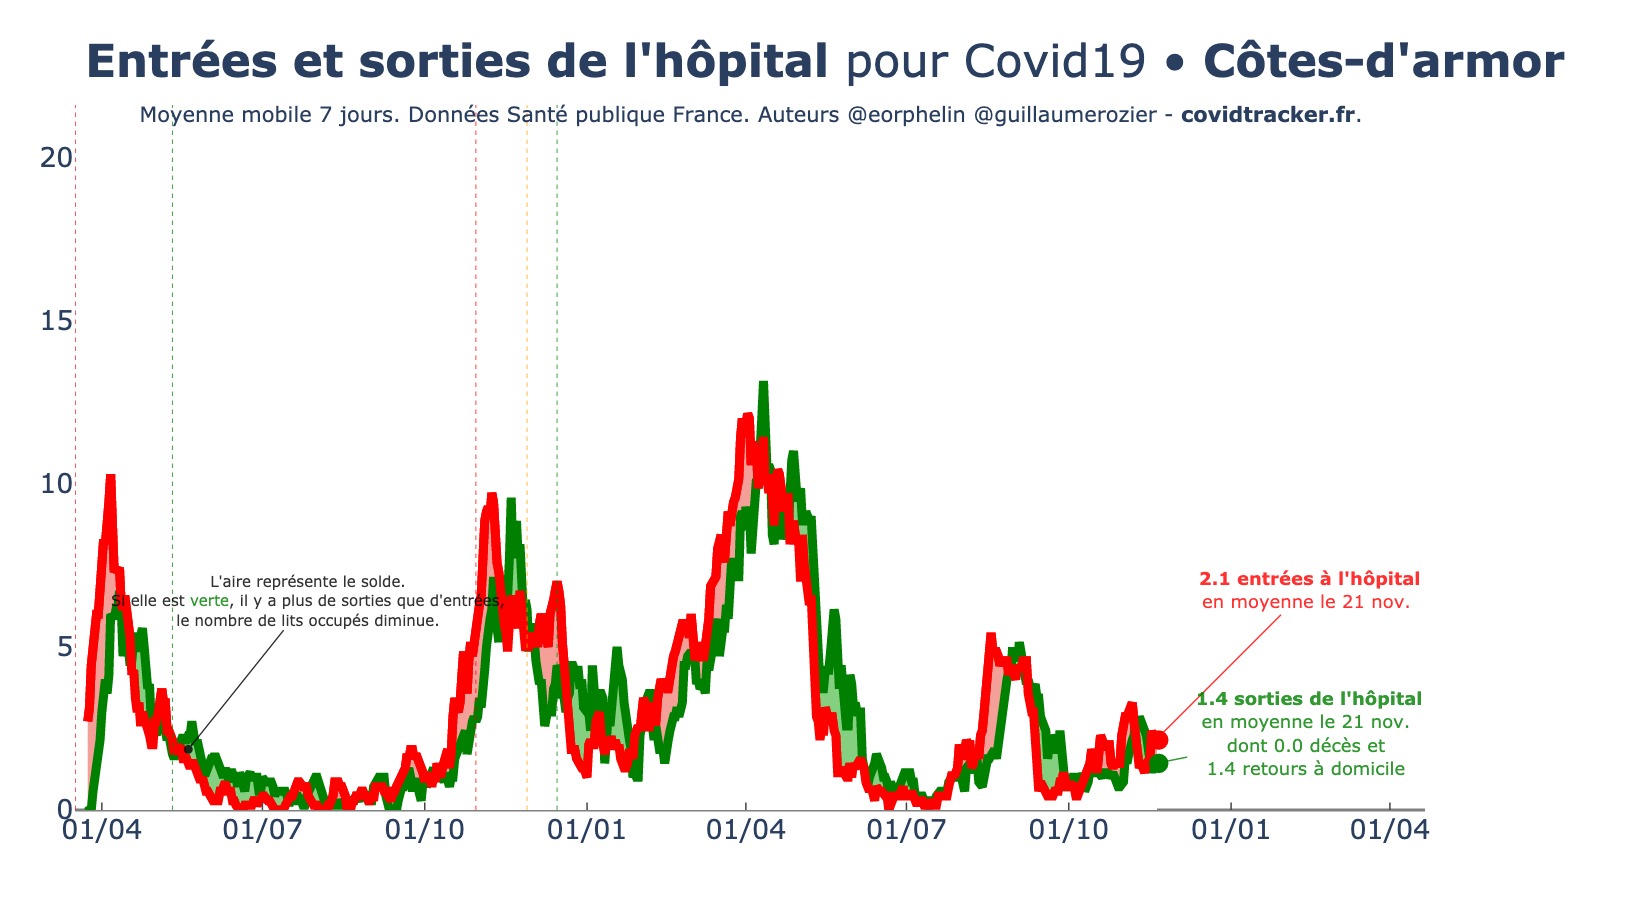 Entrées et sorties de l'hôpital pour Covid19 • Côtes-d'armor
Moyenne mobile 7 jours. Données Santé publique France. Auteurs @eorphelin @guillaumerozier - covidtracker.fr.
20
15
10
5
0
L'aire représente le solde.
Si elle est verte, il y a plus de sorties que d'entrées,
le nombre de lits occupés diminue.
2.1 entrées à l'hôpital
en moyenne le 21 nov.
1.4 sorties de l'hôpital
en moyenne le 21 nov.
dont 0.0 décès et
1.4 retours à domicile
01/04 01/07 01/10 01/01 01/04 01/07 01/10 01/01 01/04